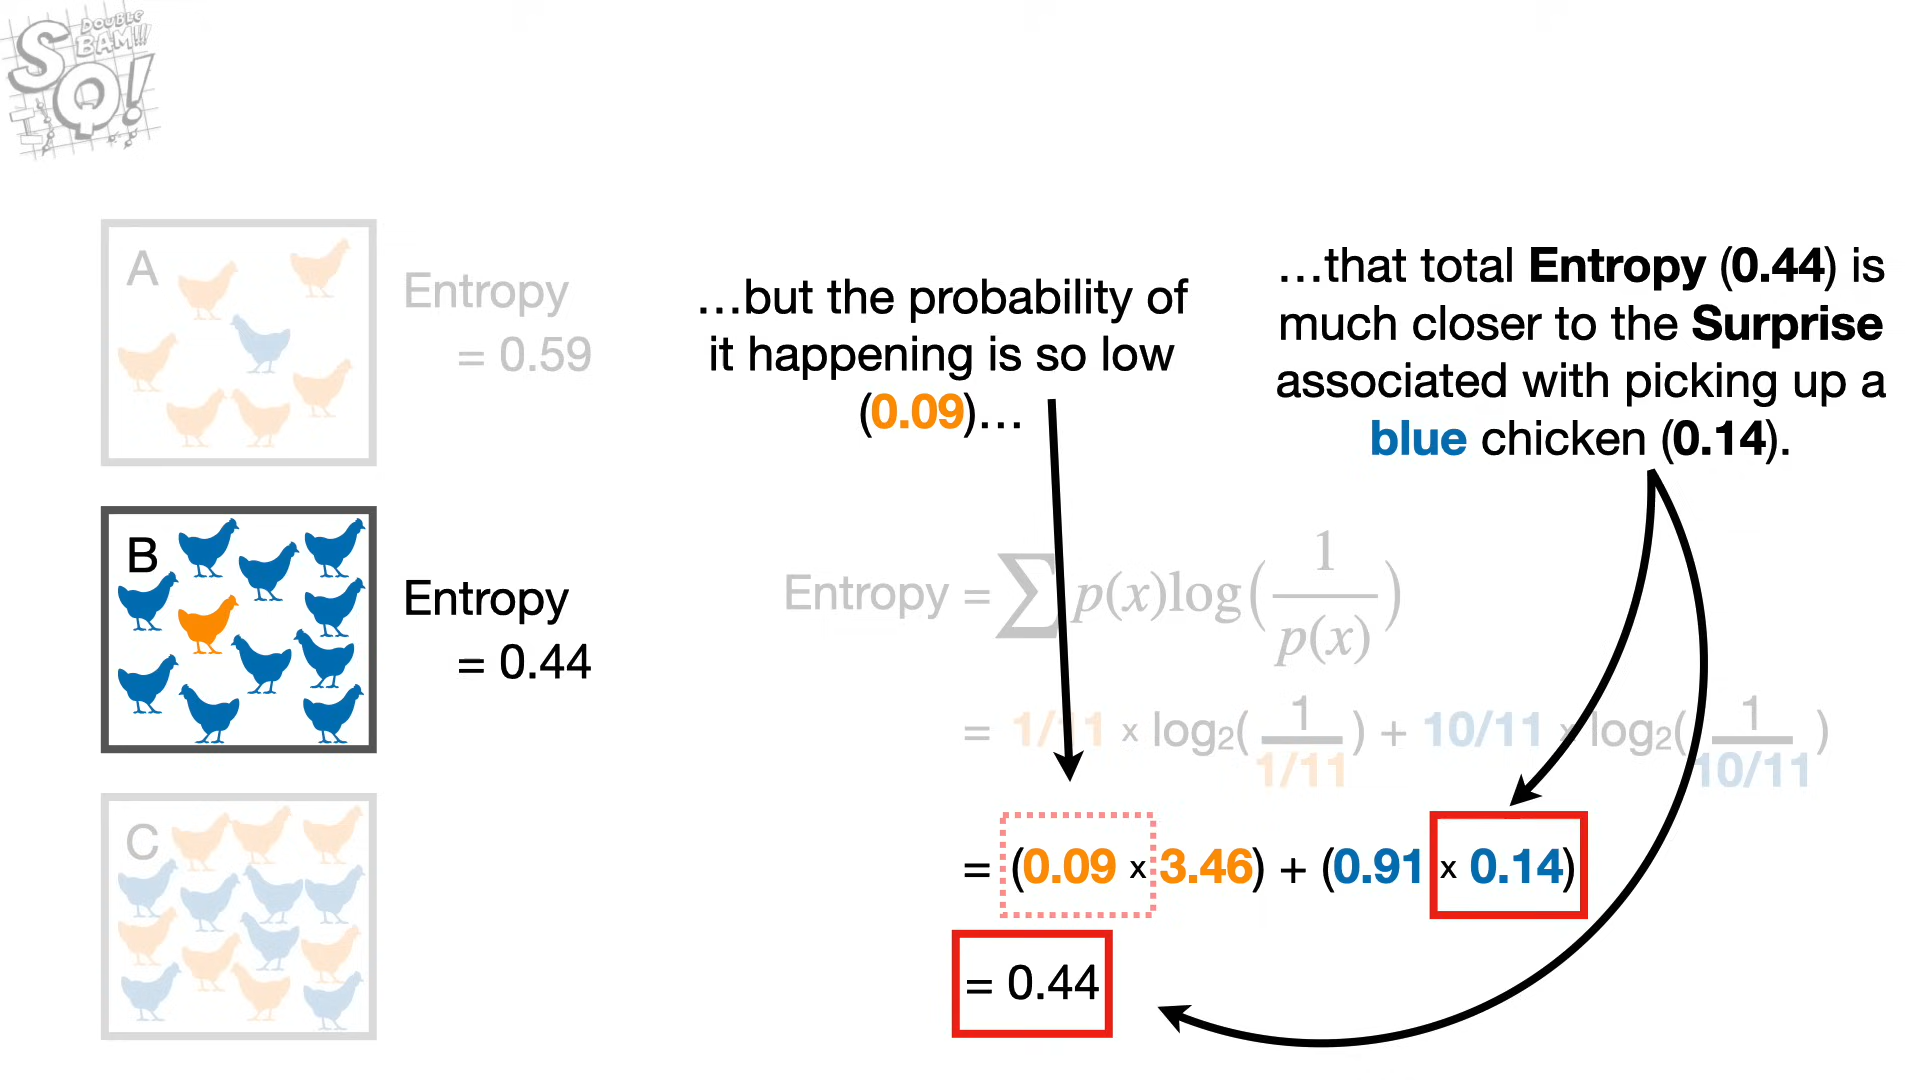 DOUBLE
BAM!!!
SQ!
A
Entropy
= 0.59
B
Entropy
= 0.44
C
…but the probability of
it happening is so low
(0.09)…
…that total Entropy (0.44) is
much closer to the Surprise
associated with picking up a
blue chicken (0.14).
Entropy = ∑ p(x)log(1/p(x))
= 1/11 x log₂(1/(1/11)) + 10/11 x log₂(1/(10/11))
= (0.09 x 3.46) + (0.91 x 0.14)
= 0.44